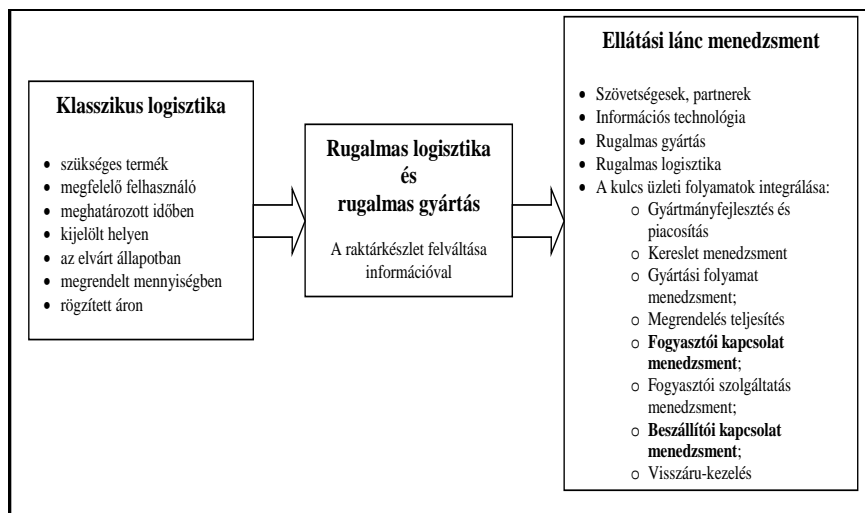 Klasszikus logisztika
• szükséges termék
• megfelelő felhasználó
• meghatározott időben
• kijelölt helyen
• az elvárt állapotban
• megrendelt mennyiségben
• rögzített áron
Rugalmas logisztika
és
rugalmas gyártás
A raktárkészlet felváltása
információval
Ellátási lánc menedzsment
• Szövetségesek, partnerek
• Információs technológia
• Rugalmas gyártás
• Rugalmas logisztika
• A kulcs üzleti folyamatok integrálása:
o Gyártmányfejlesztés és
piacosítás
o Kereslet menedzsment
o Gyártási folyamat
menedzsment;
o Megrendelés teljesítés
o Fogyasztói kapcsolat
menedzsment;
o Fogyasztói szolgáltatás
menedzsment;
o Beszállítói kapcsolat
menedzsment;
o Visszáru-kezelés